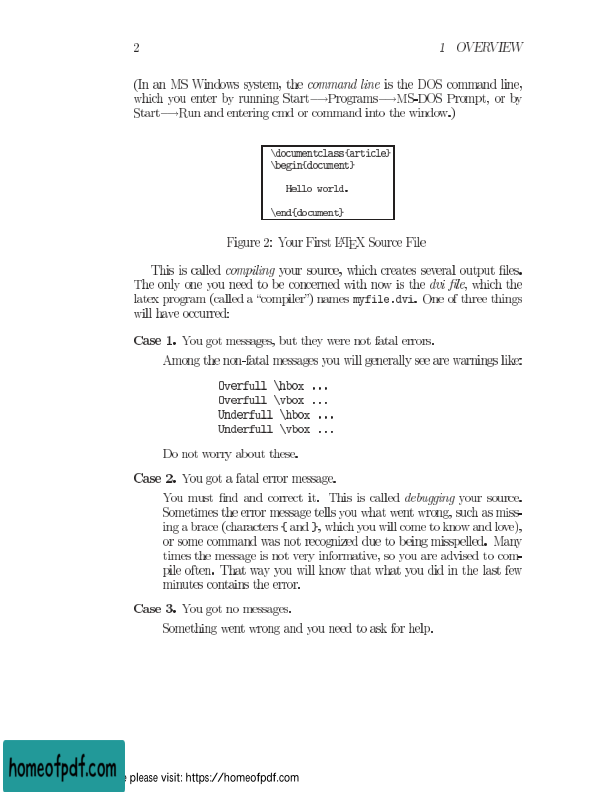 2 1 OVERVIEW
(In an MS Windows system, the command line is the DOS command line,
which you enter by running Start⟶Programs⟶MS-DOS Prompt, or by
Start⟶Run and entering cmd or command into the window.)
\documentclass{article}
\begin{document}
Hello world.
\end{document}
Figure 2: Your First LATEX Source File
This is called compiling your source, which creates several output files.
The only one you need to be concerned with now is the dvi file, which the
latex program (called a “compiler”) names myfile.dvi. One of three things
will have occurred:
Case 1. You got messages, but they were not fatal errors.
Among the non-fatal messages you will generally see are warnings like:
Overfull \hbox ...
Overfull \vbox ...
Underfull \hbox ...
Underfull \vbox ...
Do not worry about these.
Case 2. You got a fatal error message.
You must find and correct it. This is called debugging your source.
Sometimes the error message tells you what went wrong, such as miss-
ing a brace (characters { and }, which you will come to know and love),
or some command was not recognized due to being misspelled. Many
times the message is not very informative, so you are advised to com-
pile often. That way you will know that what you did in the last few
minutes contains the error.
Case 3. You got no messages.
Something went wrong and you need to ask for help.
homeofpdf.com
please visit: https://homeofpdf.com